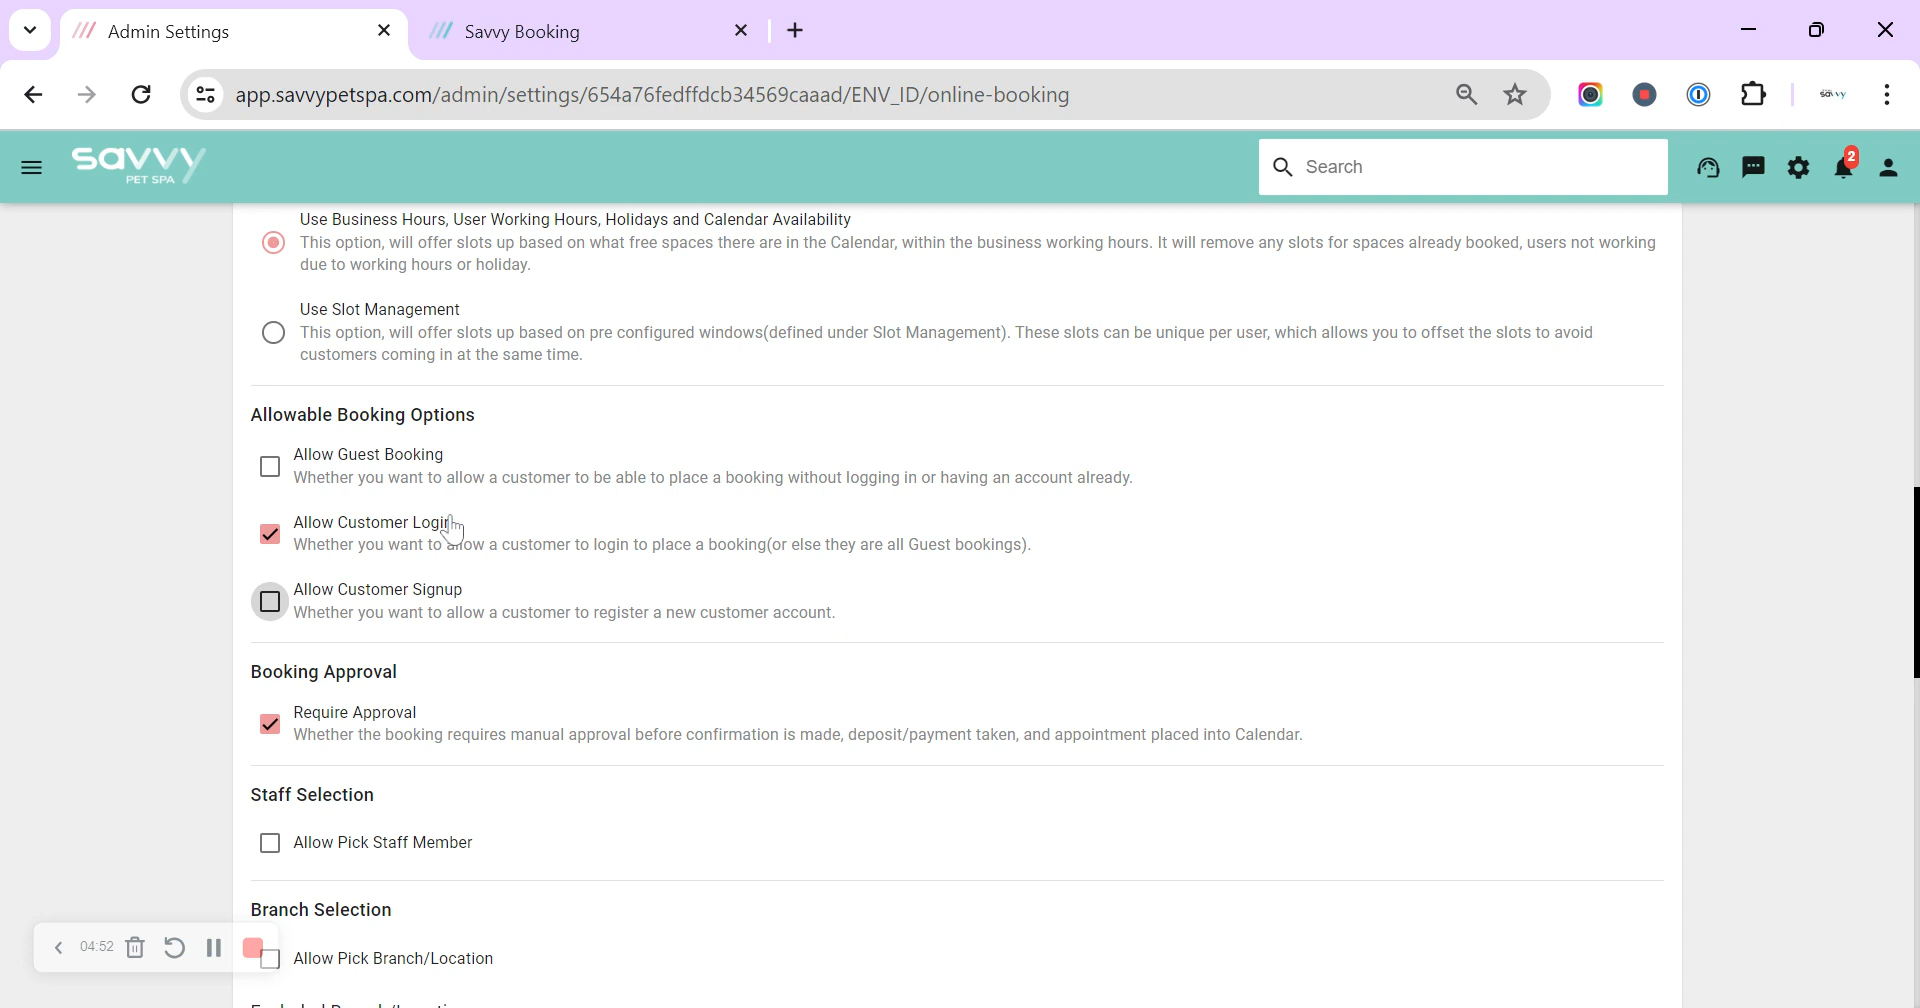 Admin Settings
Savvy Booking
app.savvypetspa.com/admin/settings/654a76fedffdcb34569caaad/ENV_ID/online-booking
savvy
savvy
PET SPA
Search
2
Use Business Hours, User Working Hours, Holidays and Calendar Availability
This option, will offer slots up based on what free spaces there are in the Calendar, within the business working hours. It will remove any slots for spaces already booked, users not working
due to working hours or holiday.
Use Slot Management
This option, will offer slots up based on pre configured windows(defined under Slot Management). These slots can be unique per user, which allows you to offset the slots to avoid
customers coming in at the same time.
Allowable Booking Options
Allow Guest Booking
Whether you want to allow a customer to be able to place a booking without logging in or having an account already.
Allow Customer Login
Whether you want to allow a customer to login to place a booking(or else they are all Guest bookings).
Allow Customer Signup
Whether you want to allow a customer to register a new customer account.
Booking Approval
Require Approval
Whether the booking requires manual approval before confirmation is made, deposit/payment taken, and appointment placed into Calendar.
Staff Selection
Allow Pick Staff Member
Branch Selection
04:52
Allow Pick Branch/Location